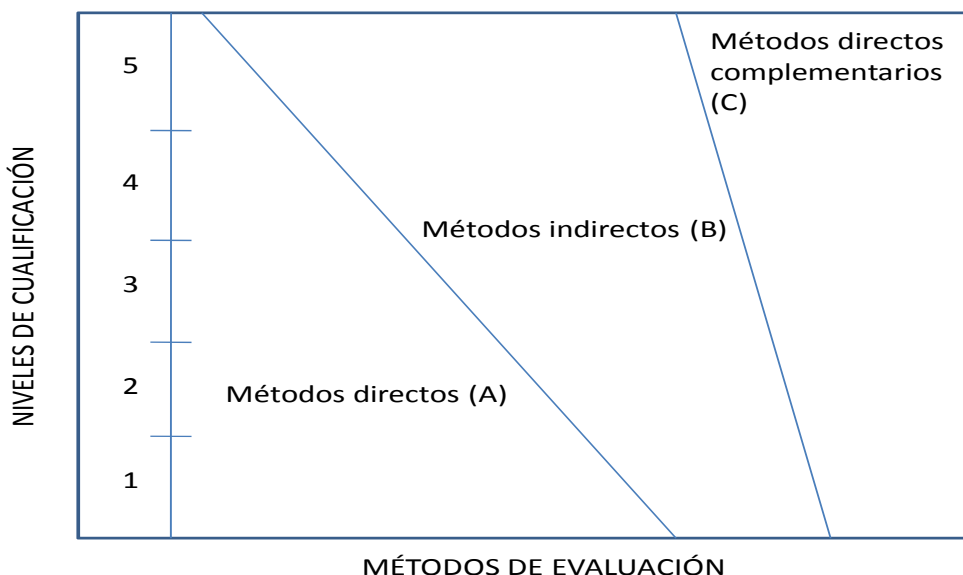 Métodos directos
complementarios
(C)
5
4
Métodos indirectos (B)
3
2
Métodos directos (A)
1
NIVELES DE CUALIFICACIÓN
MÉTODOS DE EVALUACIÓN